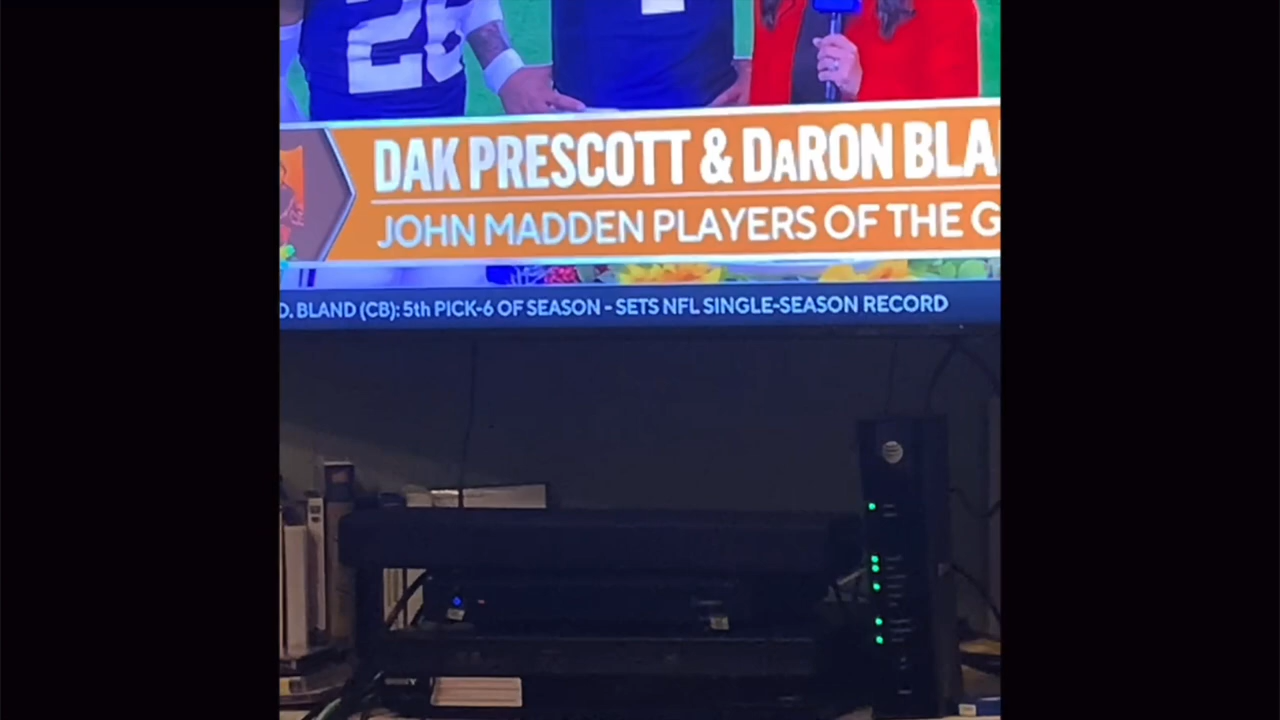 26
DAK PRESCOTT & DARON BLA
JOHN MADDEN PLAYERS OF THE G
D. BLAND (CB): 5th PICK-6 OF SEASON - SETS NFL SINGLE-SEASON RECORD